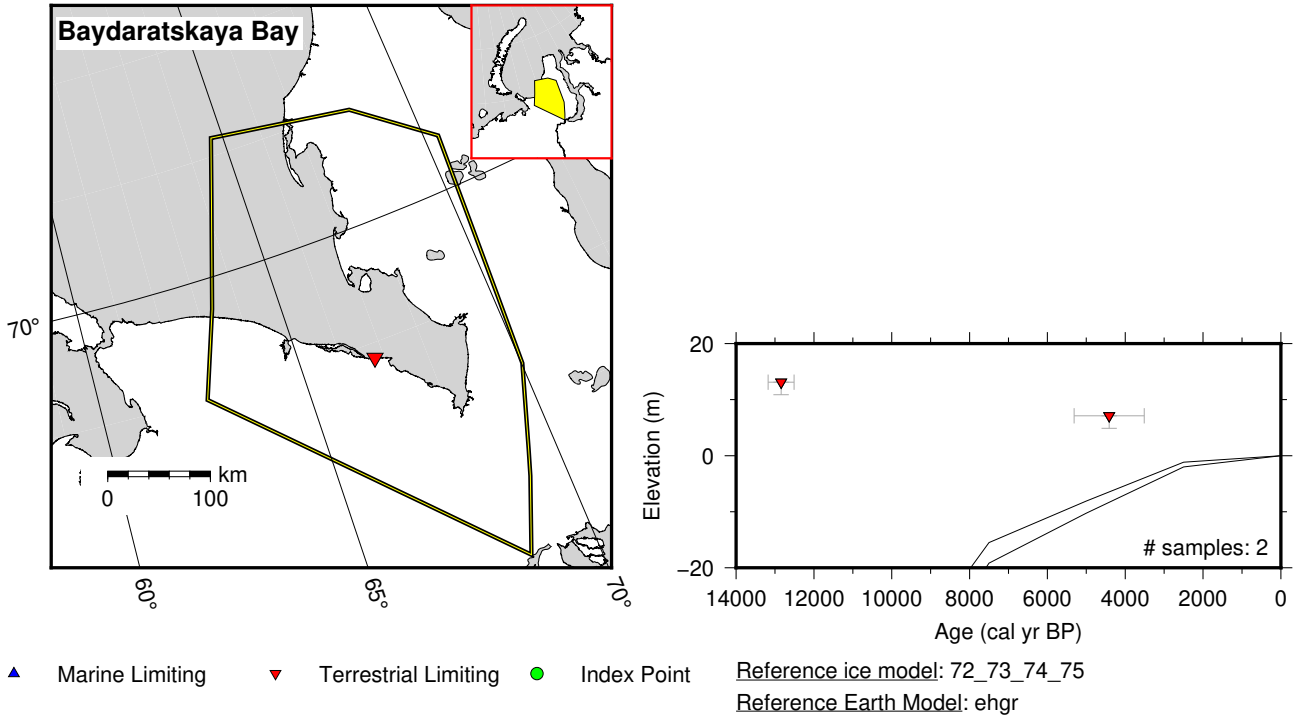 Baydaratskaya Bay
70°
km
0 100
60°
65°
70°
Elevation (m)
20
0
−20
# samples: 2
14000 12000 10000 8000 6000 4000 2000 0
Age (cal yr BP)
Marine Limiting
Terrestrial Limiting
Index Point
Reference ice model: 72_73_74_75
Reference Earth Model: ehgr